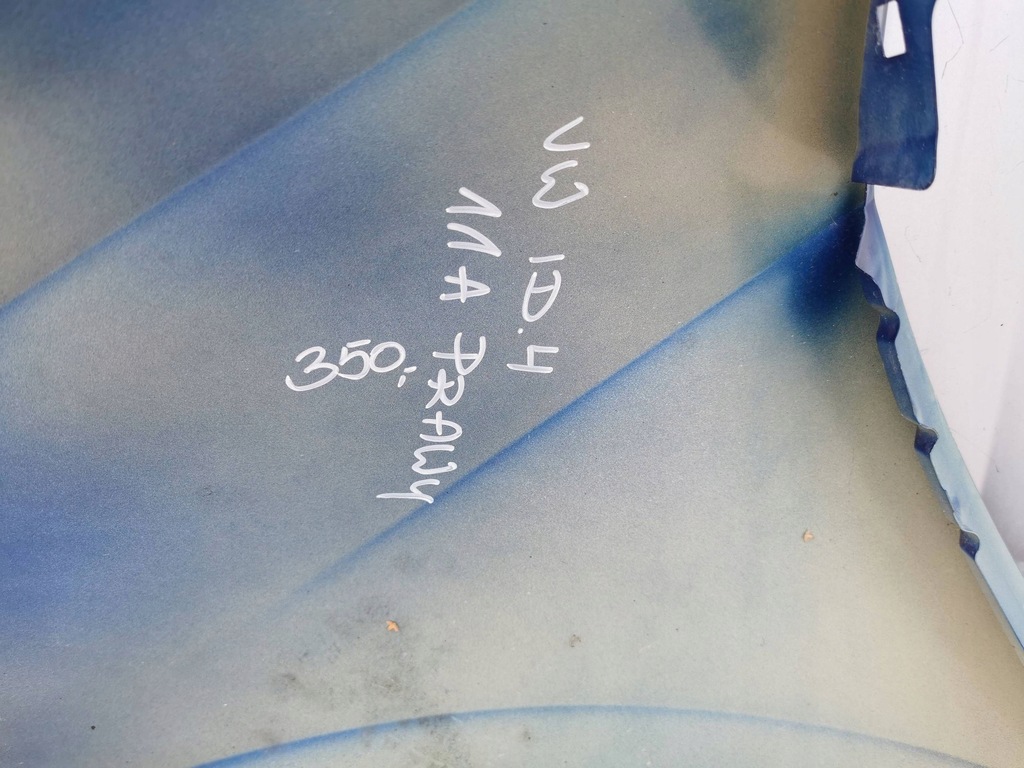 VW ID.4
11A PRAWY
350,-